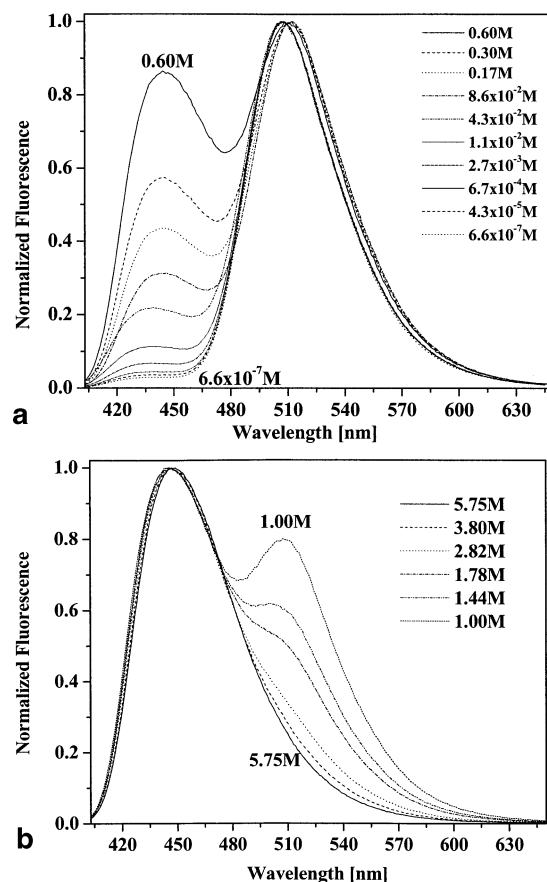 1.0
0.8
0.6
0.4
0.2
0.0
Normalized Fluorescence
0.60M
0.60M
0.30M
0.17M
8.6x10⁻²M
4.3x10⁻²M
1.1x10⁻²M
2.7x10⁻³M
6.7x10⁻⁴M
4.3x10⁻⁵M
6.6x10⁻⁷M
6.6x10⁻⁷M
420 450 480 510 540 570 600 630
Wavelength [nm]
a
1.0
0.8
0.6
0.4
0.2
0.0
Normalized Fluorescence
1.00M
5.75M
3.80M
2.82M
1.78M
1.44M
1.00M
5.75M
420 450 480 510 540 570 600 630
Wavelength [nm]
b